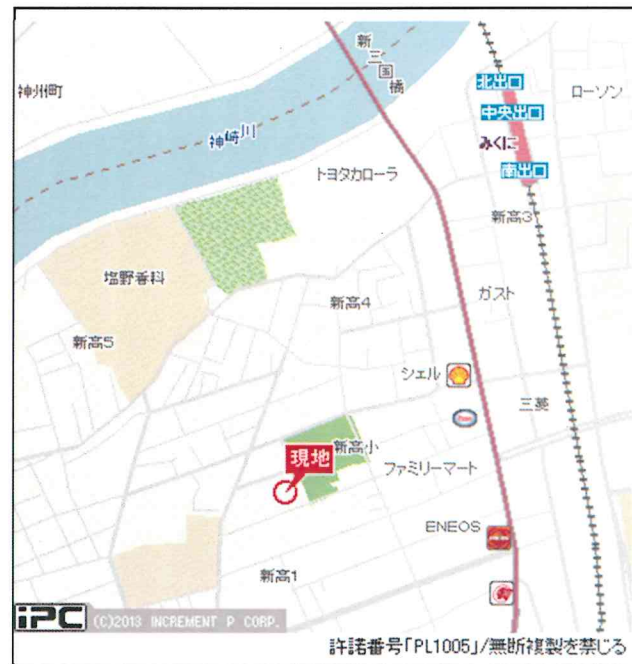 新三国橋
北出口
ローソン
神州町
中央出口
みくに
神崎川
トヨタカローラ
南出口
新高3
塩野香料
新高4
ガスト
新高5
シェル
三菱
新高小
現地
ファミリーマート
ENEOS
新高1
iPC (C)2013 INCREMENT P CORP.
許諾番号「PL1005」/無断複製を禁じる